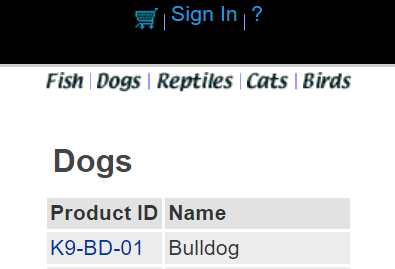 Sign In | ?
Fish | Dogs | Reptiles | Cats | Birds
Dogs
Product ID Name
K9-BD-01 Bulldog